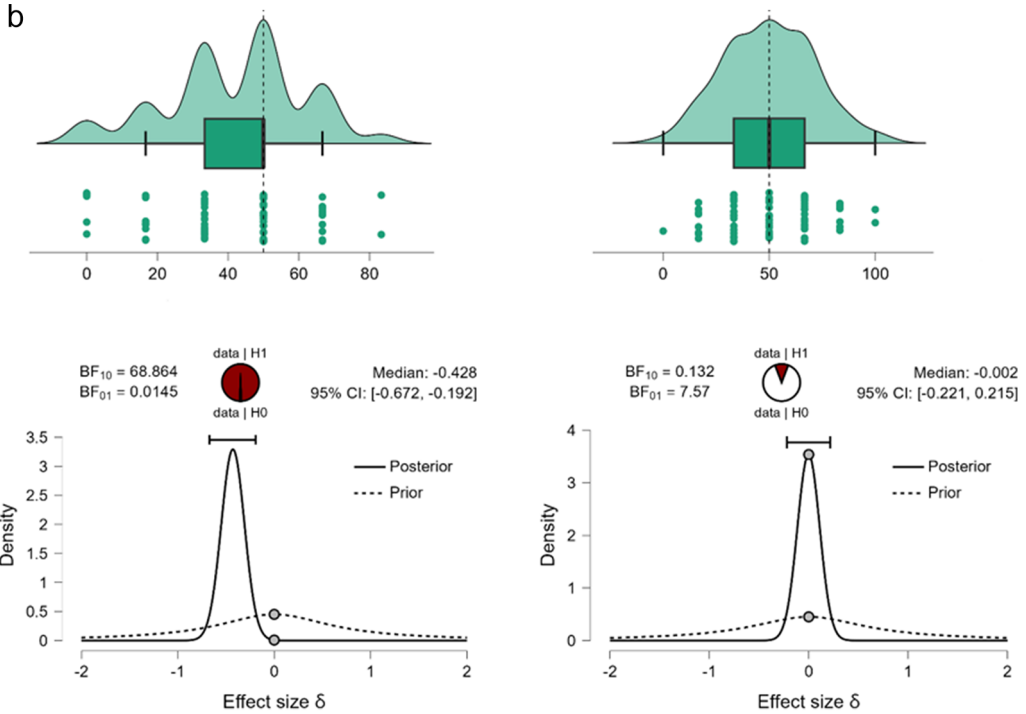 b
0 20 40 60 80
0 50 100
data | H1
BF10 = 68.864
BF01 = 0.0145
Median: -0.428
95% CI: [-0.672, -0.192]
data | H0
3.5
3
2.5
2
1.5
1
0.5
0
Density
Posterior
Prior
-2 -1 0 1 2
Effect size δ
data | H1
BF10 = 0.132
BF01 = 7.57
Median: -0.002
95% CI: [-0.221, 0.215]
data | H0
4
3
2
1
0
Density
Posterior
Prior
-2 -1 0 1 2
Effect size δ